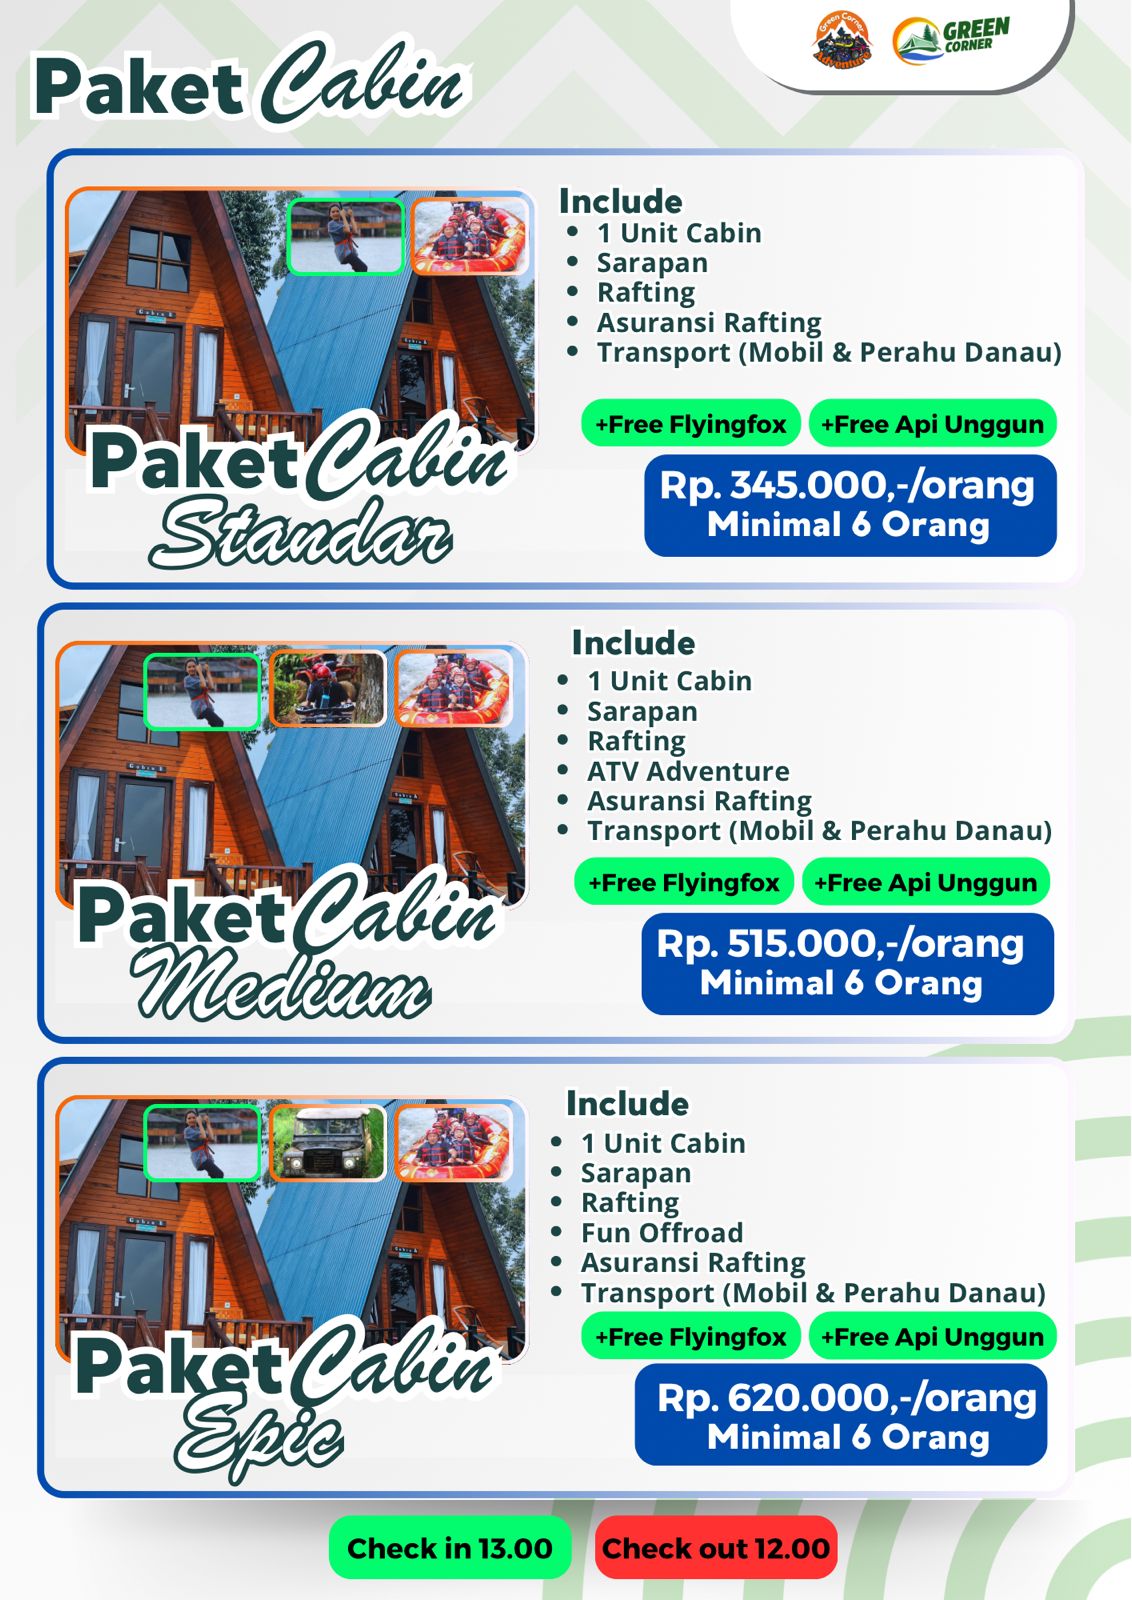 Green Corner
Adventure
GREEN
CORNER
Paket Cabin
Include
1 Unit Cabin
Sarapan
Rafting
Asuransi Rafting
Transport (Mobil & Perahu Danau)
+Free Flyingfox
+Free Api Unggun
Rp. 345.000,-/orang
Minimal 6 Orang
Paket Cabin
Standar
Include
1 Unit Cabin
Sarapan
Rafting
ATV Adventure
Asuransi Rafting
Transport (Mobil & Perahu Danau)
+Free Flyingfox
+Free Api Unggun
Rp. 515.000,-/orang
Minimal 6 Orang
Paket Cabin
Medium
Include
1 Unit Cabin
Sarapan
Rafting
Fun Offroad
Asuransi Rafting
Transport (Mobil & Perahu Danau)
+Free Flyingfox
+Free Api Unggun
Rp. 620.000,-/orang
Minimal 6 Orang
Paket Cabin
Epic
Check in 13.00
Check out 12.00